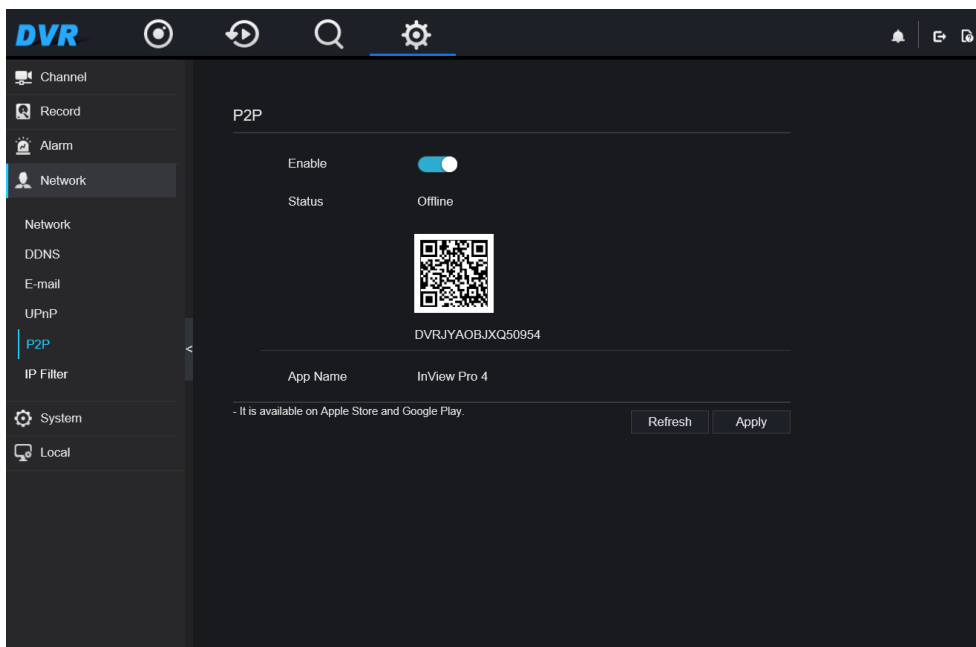 DVR
Channel
Record
Alarm
Network
Network
DDNS
E-mail
UPnP
P2P
IP Filter
System
Local
<
P2P
Enable
Status Offline
DVRJYAOBJXQ50954
App Name InView Pro 4
- It is available on Apple Store and Google Play.
Refresh Apply